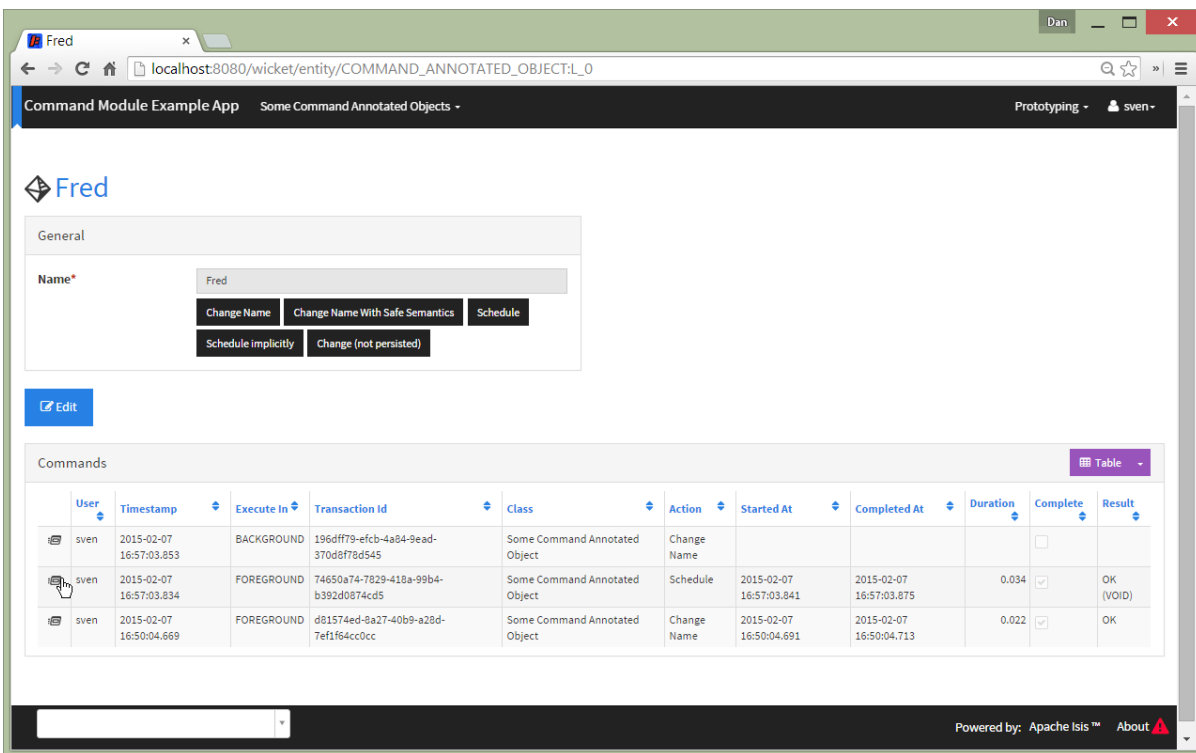 Dan
Fred
localhost:8080/wicket/entity/COMMAND_ANNOTATED_OBJECT:L_0
Command Module Example App Some Command Annotated Objects Prototyping sven
Fred
General
Name* Fred
Change Name Change Name With Safe Semantics Schedule
Schedule implicitly Change (not persisted)
Edit
Commands Table
User Timestamp Execute In Transaction Id Class Action Started At Completed At Duration Complete Result
sven 2015-02-07 BACKGROUND 196dff79-efcb-4a84-9ead- Some Command Annotated Change
16:57:03.853 370d8f78d545 Object Name
sven 2015-02-07 FOREGROUND 74650a74-7829-418a-99b4- Some Command Annotated Schedule 2015-02-07 2015-02-07 0.034 OK
16:57:03.834 b392d0874cd5 Object 16:57:03.841 16:57:03.875 (VOID)
sven 2015-02-07 FOREGROUND d81574ed-8a27-40b9-a28d- Some Command Annotated Change 2015-02-07 2015-02-07 0.022 OK
16:50:04.669 7ef1f64cc0cc Object Name 16:50:04.691 16:50:04.713
Powered by: Apache Isis™ About